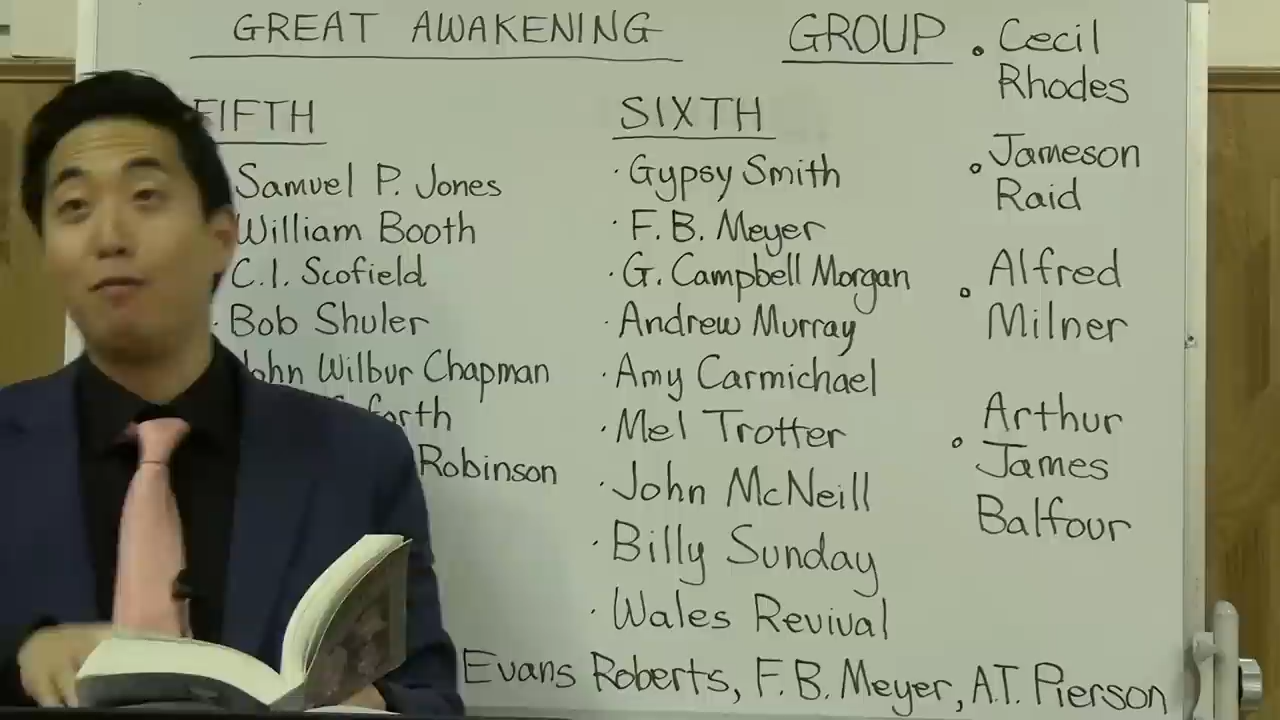 GREAT AWAKENING
FIFTH
Samuel P. Jones
William Booth
C.I. Scofield
· Bob Shuler
John Wilbur Chapman
forth
Robinson
SIXTH
· Gypsy Smith
· F.B. Meyer
· G. Campbell Morgan
· Andrew Murray
· Amy Carmichael
· Mel Trotter
· John McNeill
· Billy Sunday
· Wales Revival
Evans Roberts, F.B. Meyer, A.T. Pierson
GROUP
• Cecil
Rhodes
• Jameson
Raid
• Alfred
Milner
• Arthur
James
Balfour